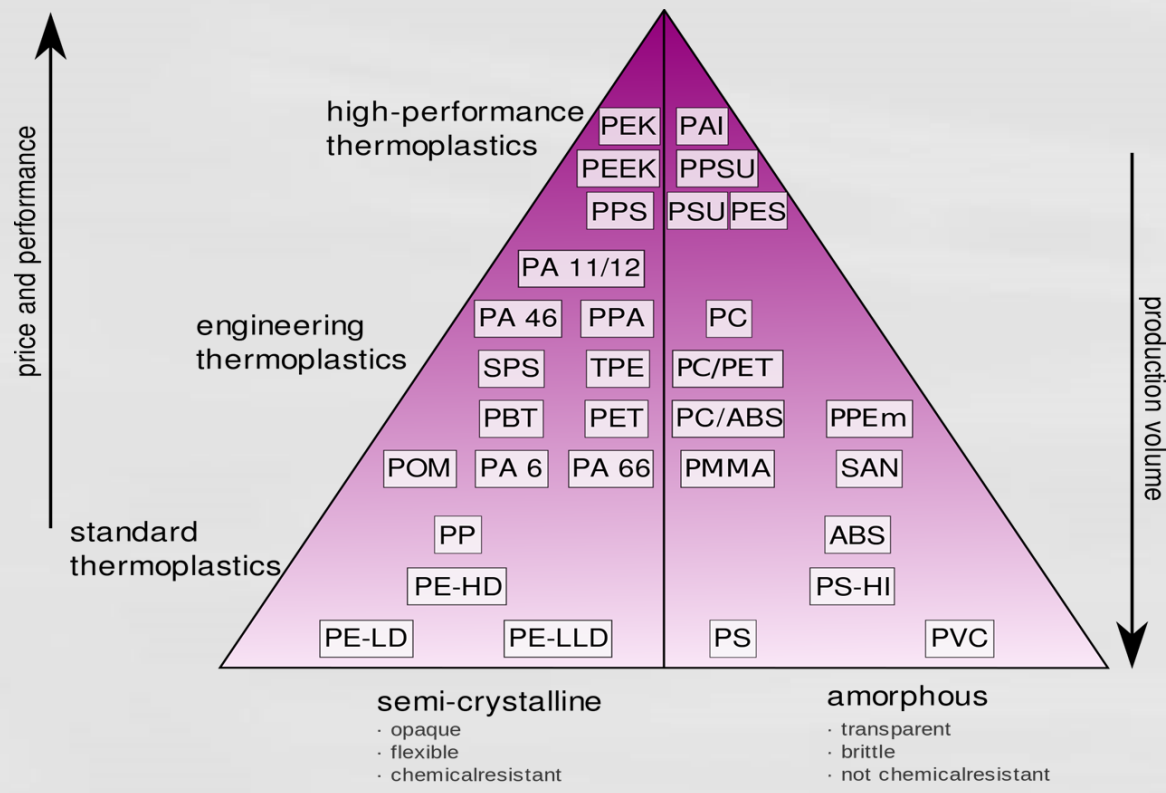 price and performance
high-performance
thermoplastics
PEK PAI
PEEK PPSU
PPS PSU PES
PA 11/12
engineering
thermoplastics
PA 46 PPA PC
SPS TPE PC/PET
PBT PET PC/ABS PPEm
POM PA 6 PA 66 PMMA SAN
standard
thermoplastics
PP ABS
PE-HD PS-HI
PE-LD PE-LLD PS PVC
production volume
semi-crystalline
· opaque
· flexible
· chemicalresistant
amorphous
· transparent
· brittle
· not chemicalresistant